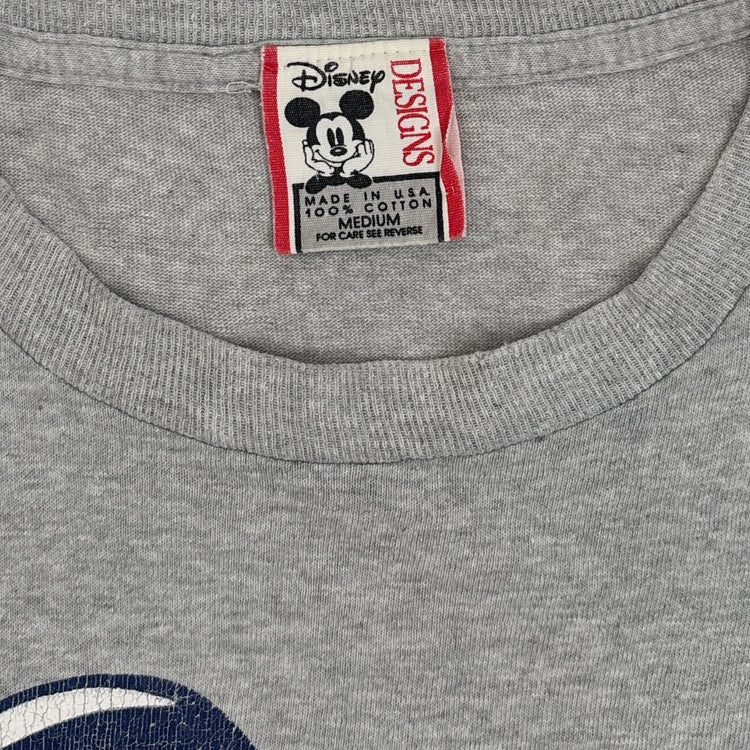 Disney
DESIGNS
MADE IN U.S.A.
100% COTTON
MEDIUM
FOR CARE SEE REVERSE